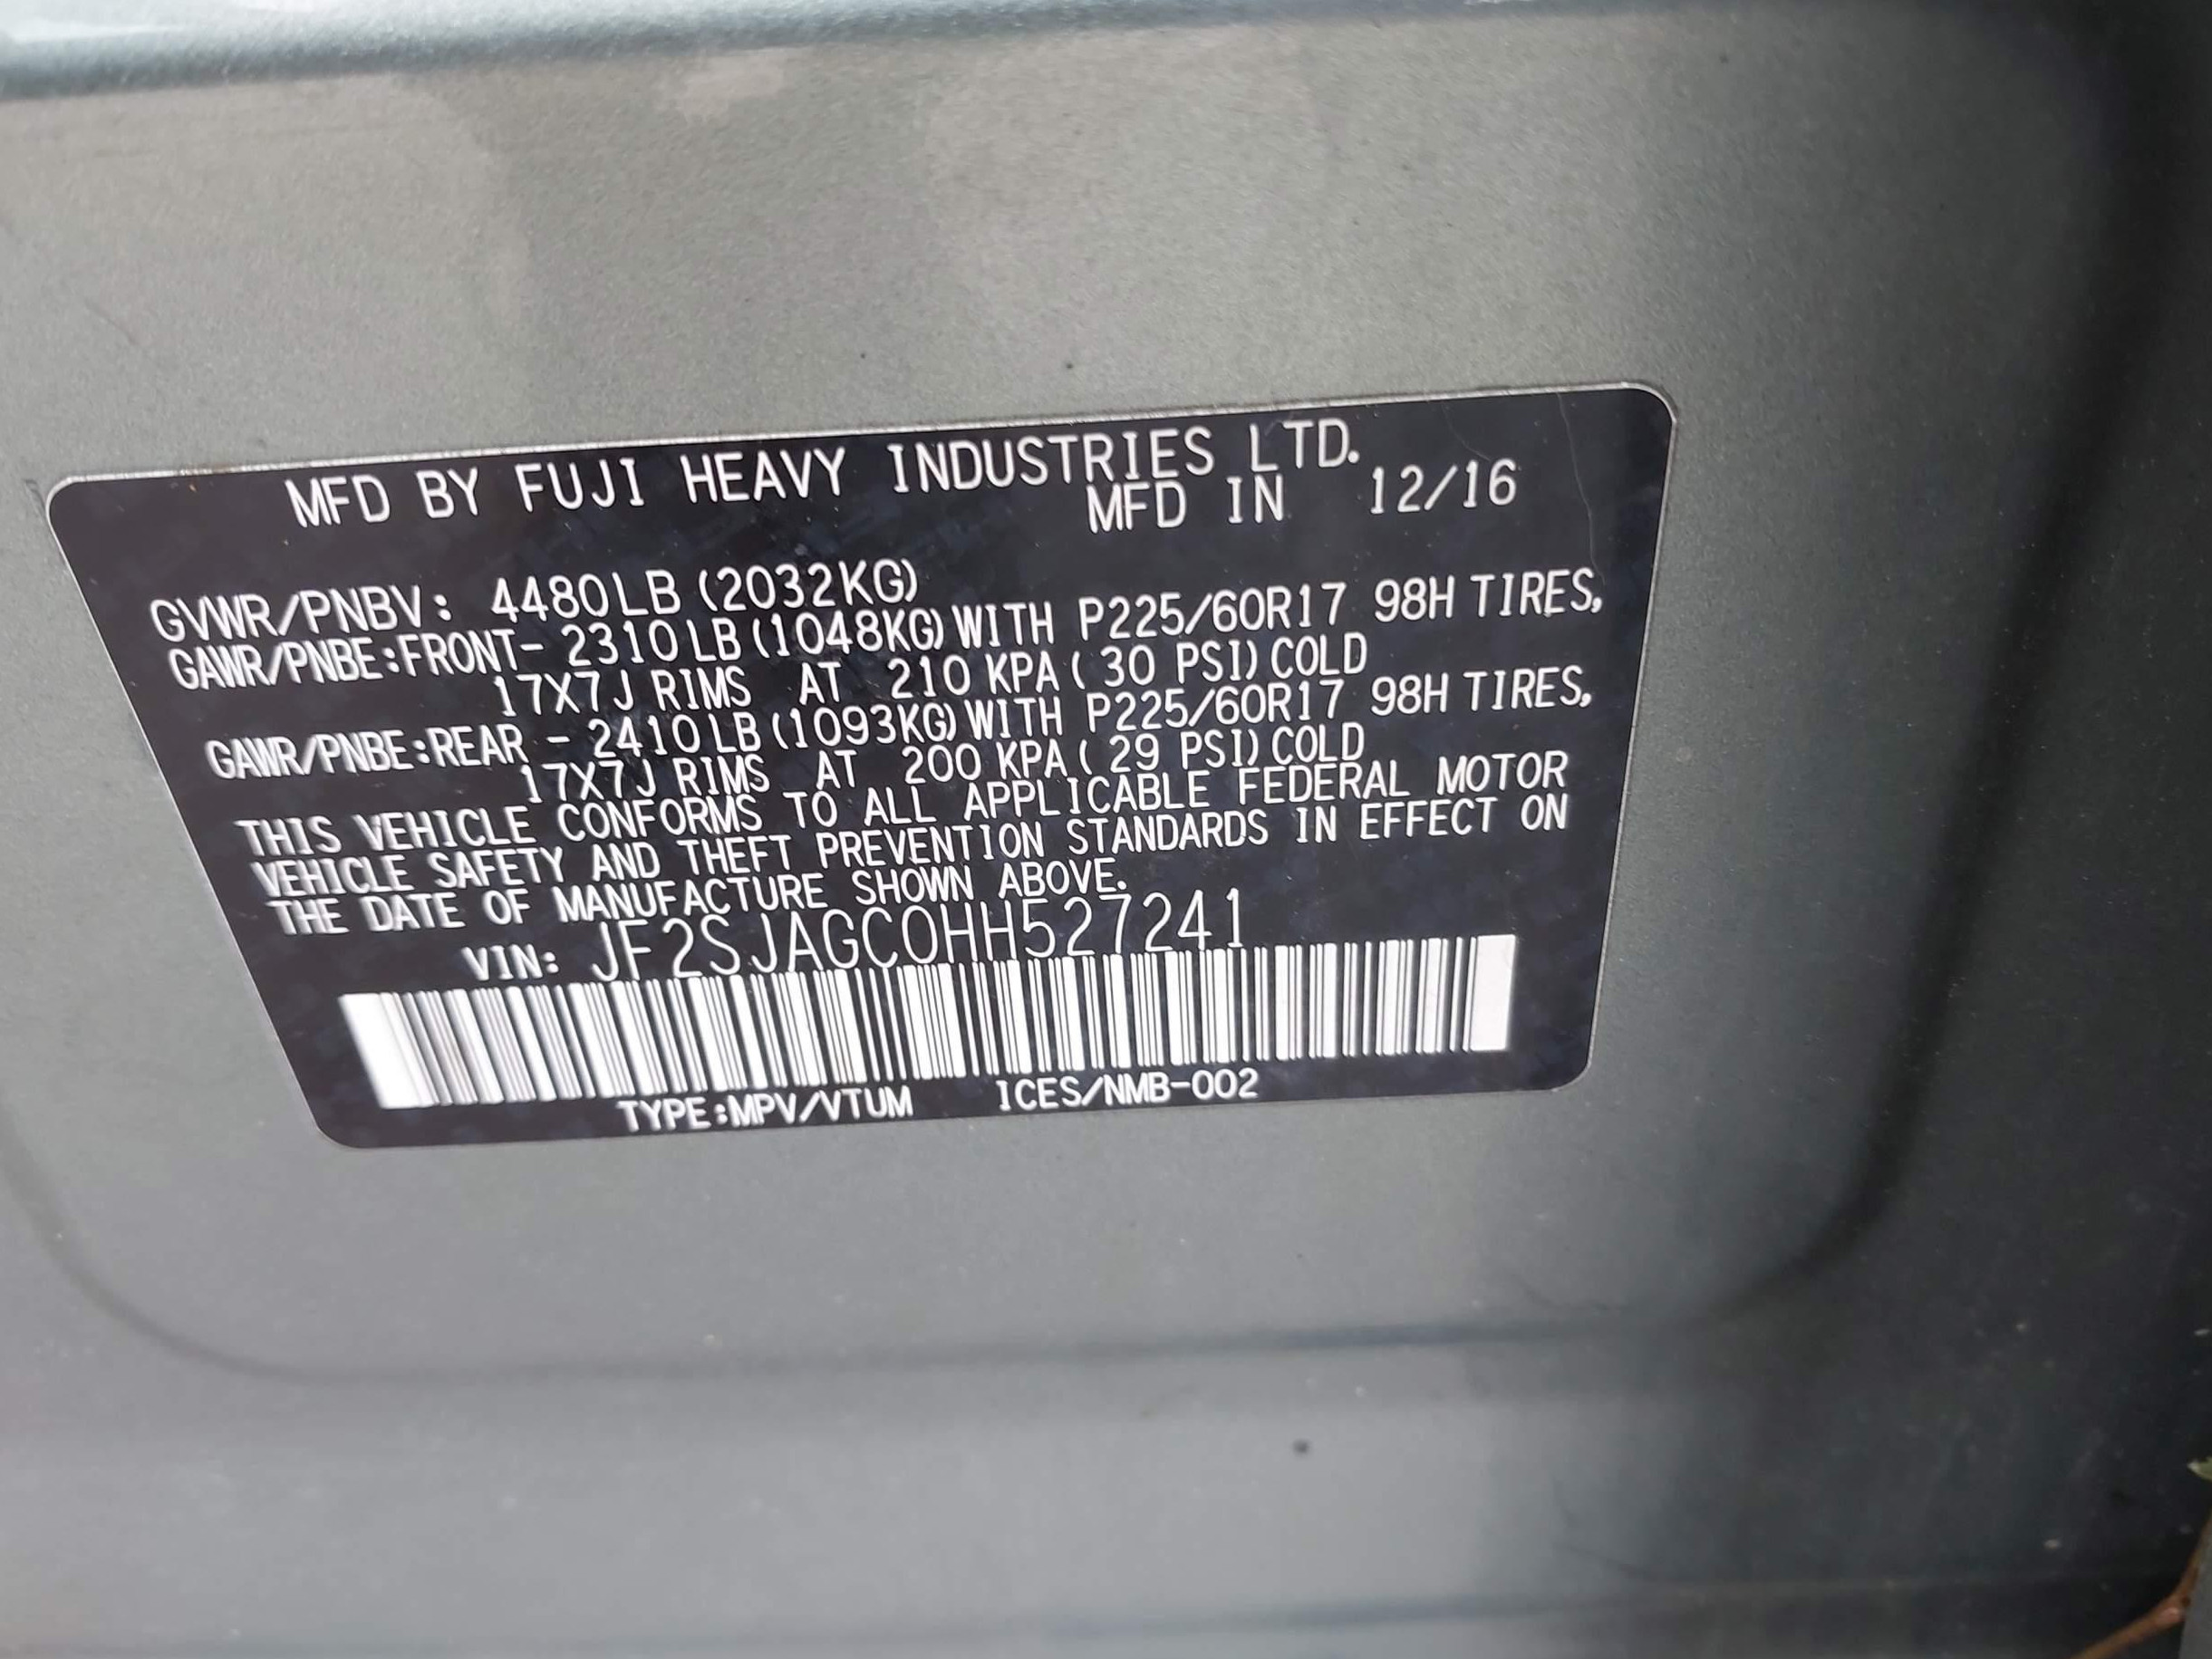 MFD BY FUJI HEAVY INDUSTRIES LTD.
MFD IN 12/16
GVWR/PNBV: 4480LB (2032KG)
GAWR/PNBE:FRONT- 2310LB (1048KG) WITH P225/60R17 98H TIRES,
17X7J RIMS AT 210 KPA ( 30 PSI) COLD
GAWR/PNBE:REAR - 2410LB (1093KG) WITH P225/60R17 98H TIRES,
17X7J RIMS AT 200 KPA ( 29 PSI) COLD
THIS VEHICLE CONFORMS TO ALL APPLICABLE FEDERAL MOTOR
VEHICLE SAFETY AND THEFT PREVENTION STANDARDS IN EFFECT ON
THE DATE OF MANUFACTURE SHOWN ABOVE.
VIN: JF2SJAGC0HH527241
TYPE:MPV/VTUM ICES/NMB-002